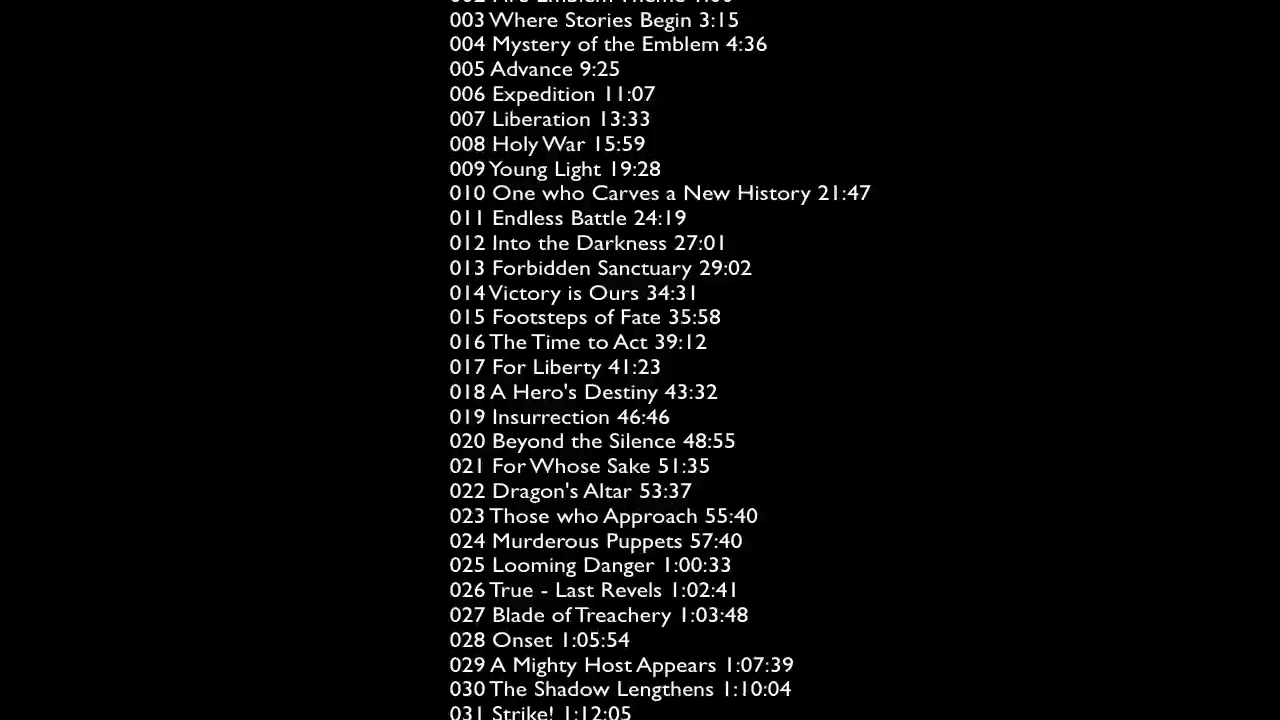 003 Where Stories Begin 3:15
004 Mystery of the Emblem 4:36
005 Advance 9:25
006 Expedition 11:07
007 Liberation 13:33
008 Holy War 15:59
009 Young Light 19:28
010 One who Carves a New History 21:47
011 Endless Battle 24:19
012 Into the Darkness 27:01
013 Forbidden Sanctuary 29:02
014 Victory is Ours 34:31
015 Footsteps of Fate 35:58
016 The Time to Act 39:12
017 For Liberty 41:23
018 A Hero's Destiny 43:32
019 Insurrection 46:46
020 Beyond the Silence 48:55
021 For Whose Sake 51:35
022 Dragon's Altar 53:37
023 Those who Approach 55:40
024 Murderous Puppets 57:40
025 Looming Danger 1:00:33
026 True - Last Revels 1:02:41
027 Blade of Treachery 1:03:48
028 Onset 1:05:54
029 A Mighty Host Appears 1:07:39
030 The Shadow Lengthens 1:10:04
031 Strike! 1:12:05